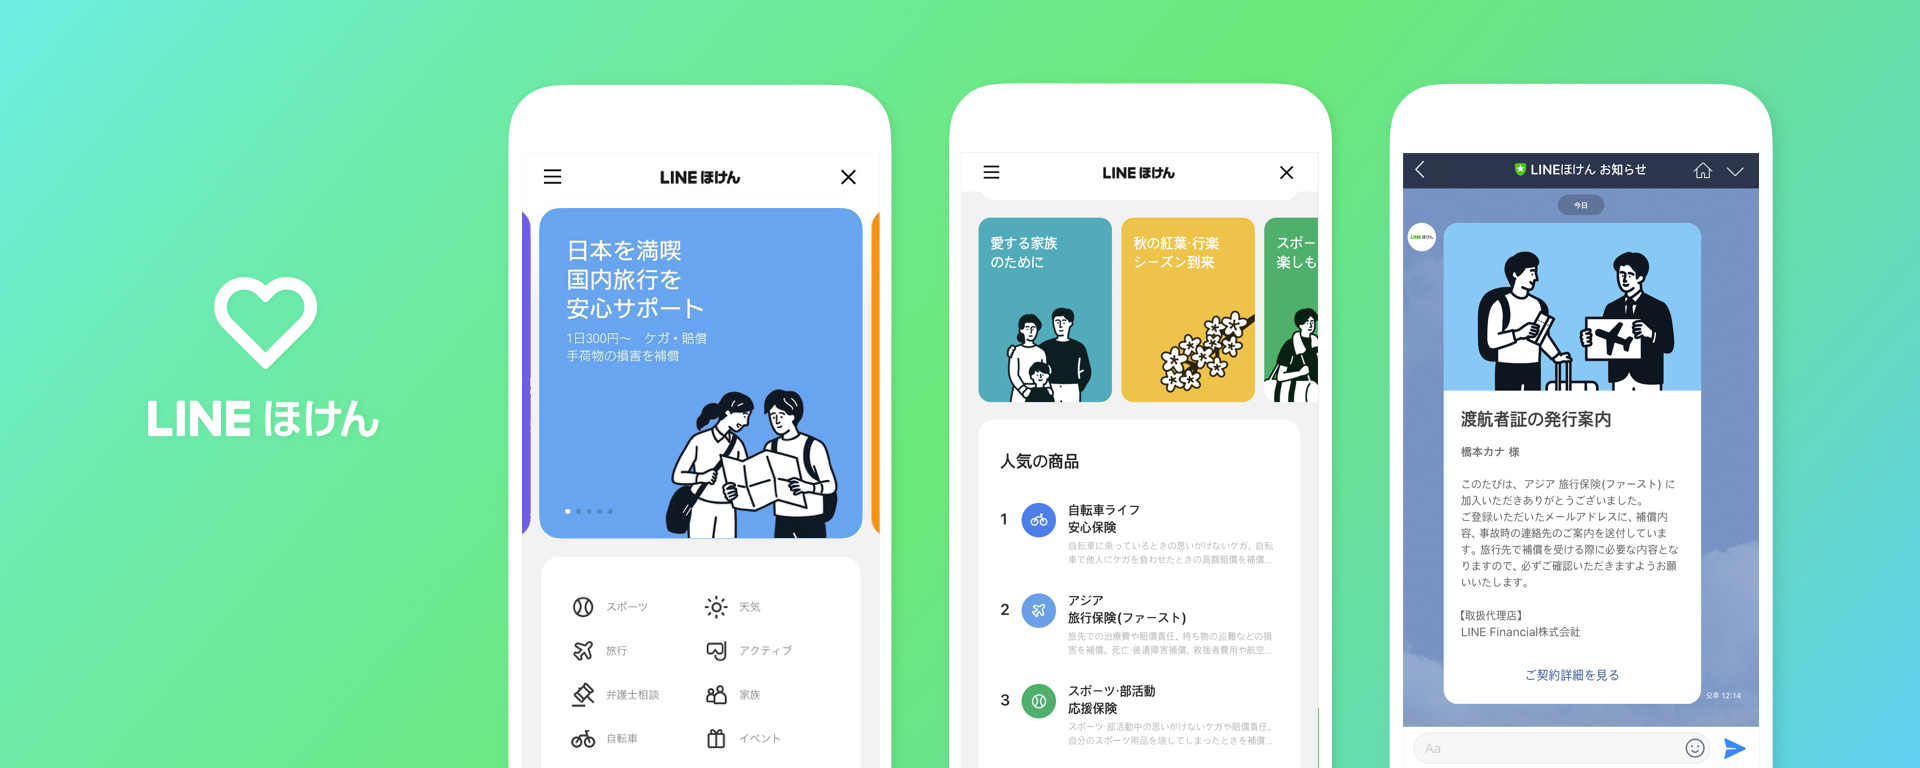 LINE ほけん
LINE ほけん
日本を満喫
国内旅行を
安心サポート
1日300円〜 ケガ・賠償
手荷物の損害を補償
スポーツ
天気
旅行
アクティブ
弁護士相談
家族
自転車
イベント
LINE ほけん
愛する家族
のために
秋の紅葉·行楽
シーズン到来
スポー
楽しも
人気の商品
1
自転車ライフ
安心保険
自転車に乗っているときの思いがけないケガ、自転
車で他人にケガを負わせたときの高額賠償を補償...
2
アジア
旅行保険(ファースト)
旅先での治療費や賠償責任、持ち物の盗難などの損
害を補償。死亡·後遺障害補償、救援者費用や航空...
3
スポーツ·部活動
応援保険
スポーツ·部活動中の思いがけないケガや賠償責任、
自分のスポーツ用品を壊してしまったときを補償...
LINEほけん お知らせ
今日
LINE ほけん
渡航者証の発行案内
橋本カナ 様
このたびは、アジア 旅行保険(ファースト) に
加入いただきありがとうございました。
ご登録いただいたメールアドレスに、補償内
容、事故時の連絡先のご案内を送付していま
す。旅行先で補償を受ける際に必要な内容とな
りますので、必ずご確認いただきますようお願
いいたします。
【取扱代理店】
LINE Financial株式会社
ご契約詳細を見る
오후 12:14
Aa